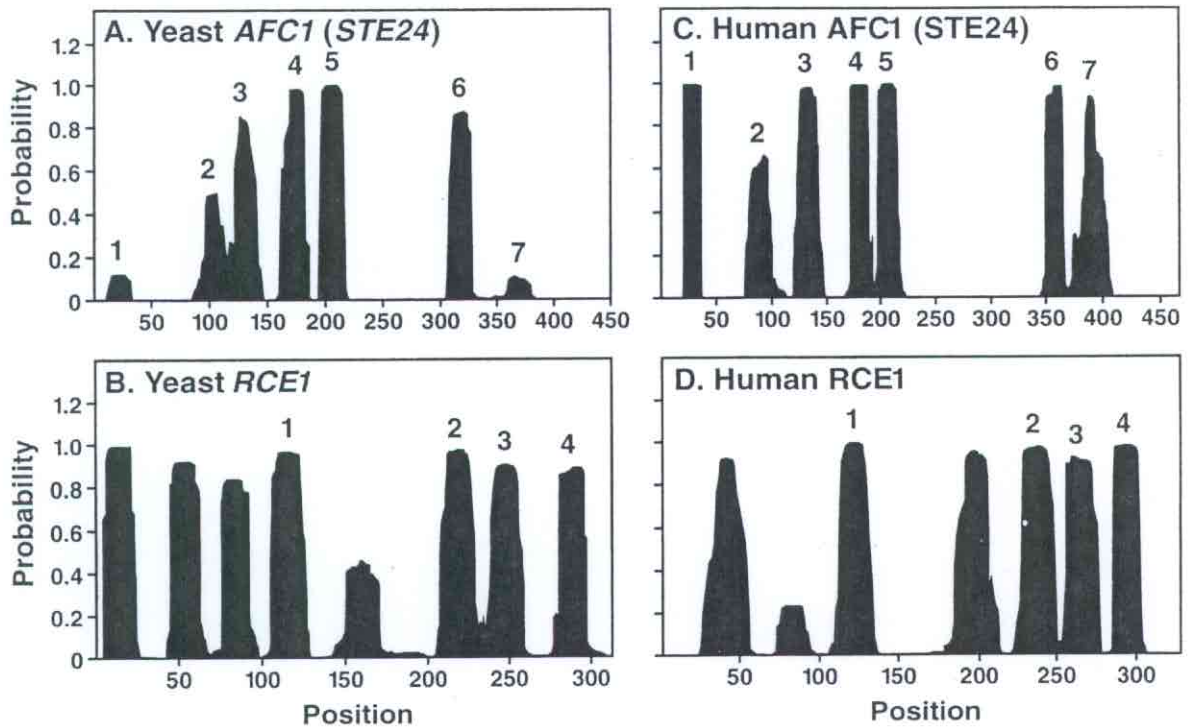 A. Yeast AFC1 (STE24)
Probability
1.2
1.0
0.8
0.6
0.4
0.2
0
1 2 3 4 5 6 7
50 100 150 200 250 300 350 400 450
C. Human AFC1 (STE24)
1 2 3 4 5 6 7
50 100 150 200 250 300 350 400 450
B. Yeast RCE1
Probability
1.2
1.0
0.8
0.6
0.4
0.2
0
1 2 3 4
50 100 150 200 250 300
Position
D. Human RCE1
1 2 3 4
50 100 150 200 250 300
Position